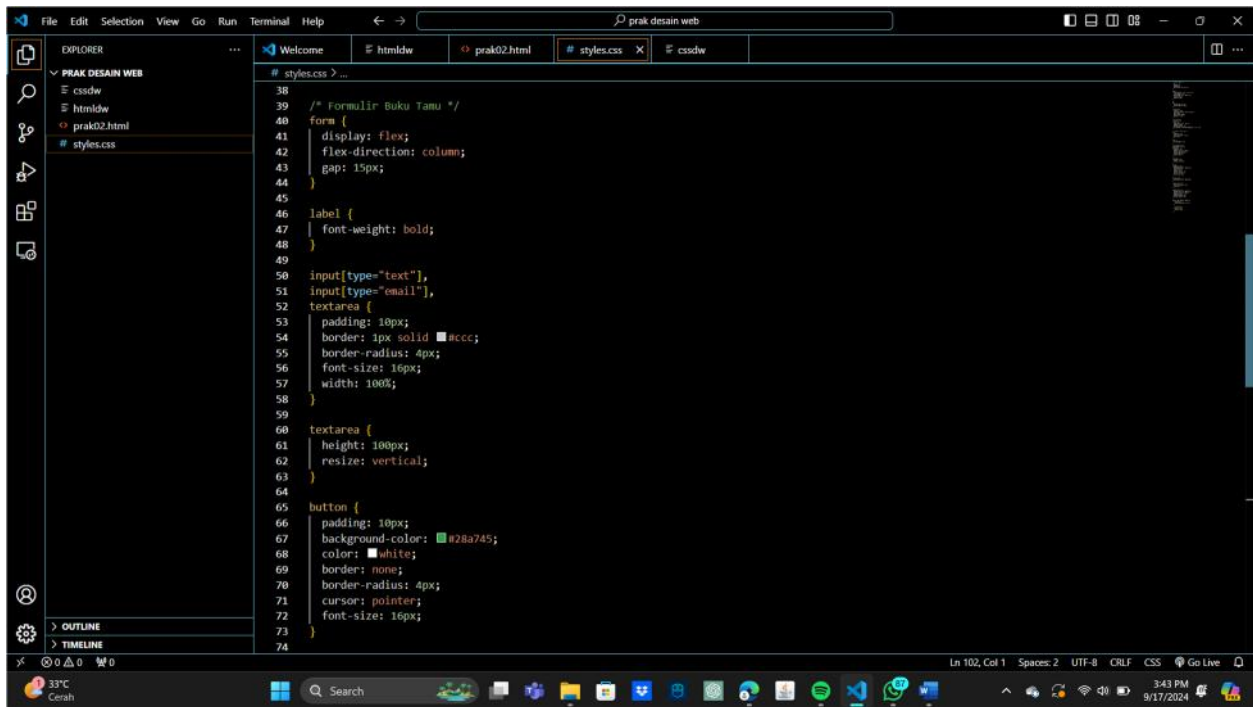 File Edit Selection View Go Run Terminal Help
prak desain web
EXPLORER
Welcome
htmldw
prak02.html
# styles.css
cssdw
PRAK DESAIN WEB
cssdw
htmldw
prak02.html
# styles.css
# styles.css > ...
38
39 /* Formulir Buku Tamu */
40 form {
41 display: flex;
42 flex-direction: column;
43 gap: 15px;
44 }
45
46 label {
47 font-weight: bold;
48 }
49
50 input[type="text"],
51 input[type="email"],
52 textarea {
53 padding: 10px;
54 border: 1px solid #ccc;
55 border-radius: 4px;
56 font-size: 16px;
57 width: 100%;
58 }
59
60 textarea {
61 height: 100px;
62 resize: vertical;
63 }
64
65 button {
66 padding: 10px;
67 background-color: #28a745;
68 color: white;
69 border: none;
70 border-radius: 4px;
71 cursor: pointer;
72 font-size: 16px;
73 }
74
OUTLINE
TIMELINE
0 0 0
Ln 102, Col 1 Spaces: 2 UTF-8 CRLF CSS Go Live
1
33°C
Cerah
Search
87
3:43 PM
9/17/2024